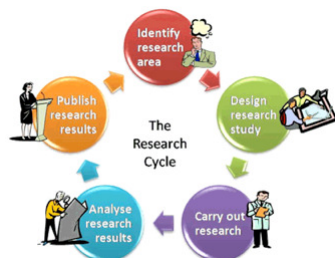 Identify
research
area
Design
research
study
Carry out
research
Analyse
research
results
Publish
research
results
The
Research
Cycle